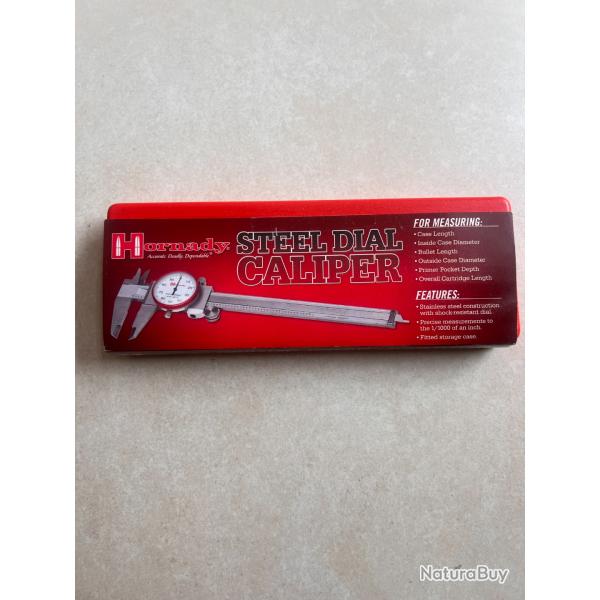 Hornady
Accurate. Deadly. Dependable.
STEEL DIAL
CALIPER
FOR MEASURING:
• Case Length
• Inside Case Diameter
• Bullet Length
• Outside Case Diameter
• Primer Pocket Depth
• Overall Cartridge Length
FEATURES:
• Stainless steel construction
with shock-resistant dial.
• Precise measurements to
the 1/1000 of an inch.
• Fitted storage case.
NaturaBuy